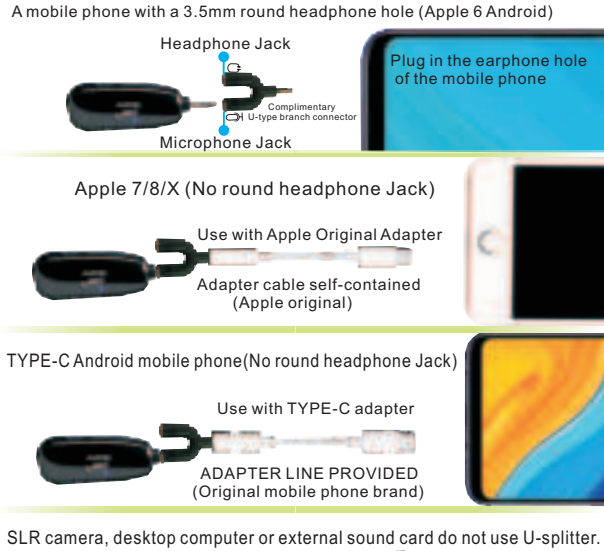 A mobile phone with a 3.5mm round headphone hole (Apple 6 Android)
Headphone Jack
Plug in the earphone hole
of the mobile phone
Complimentary
U-type branch connector
Microphone Jack
Apple 7/8/X (No round headphone Jack)
Use with Apple Original Adapter
Adapter cable self-contained
(Apple original)
TYPE-C Android mobile phone(No round headphone Jack)
Use with TYPE-C adapter
ADAPTER LINE PROVIDED
(Original mobile phone brand)
SLR camera, desktop computer or external sound card do not use U-splitter.